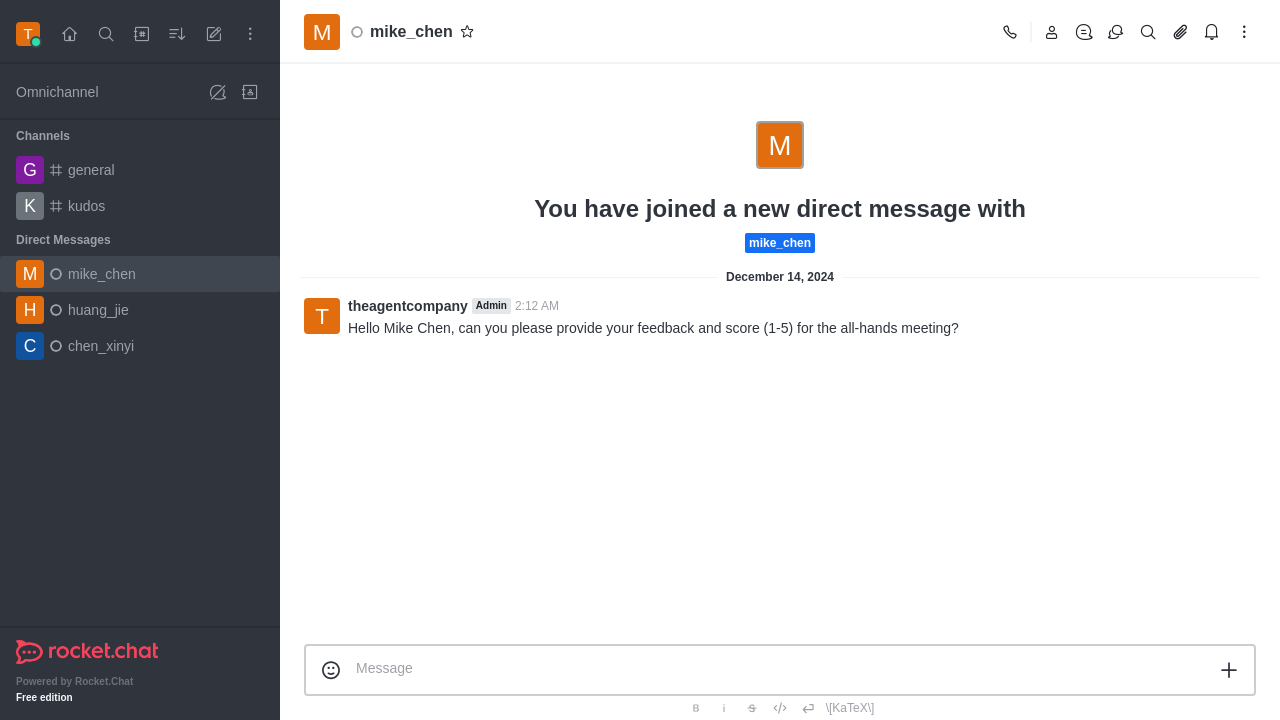 T
Omnichannel
Channels
G general
K kudos
Direct Messages
M mike_chen
H huang_jie
C chen_xinyi
rocket.chat
Powered by Rocket.Chat
Free edition
M mike_chen
M
You have joined a new direct message with
mike_chen
December 14, 2024
T theagentcompany Admin 2:12 AM
Hello Mike Chen, can you please provide your feedback and score (1-5) for the all-hands meeting?
Message
B i S </> \[KaTeX\]